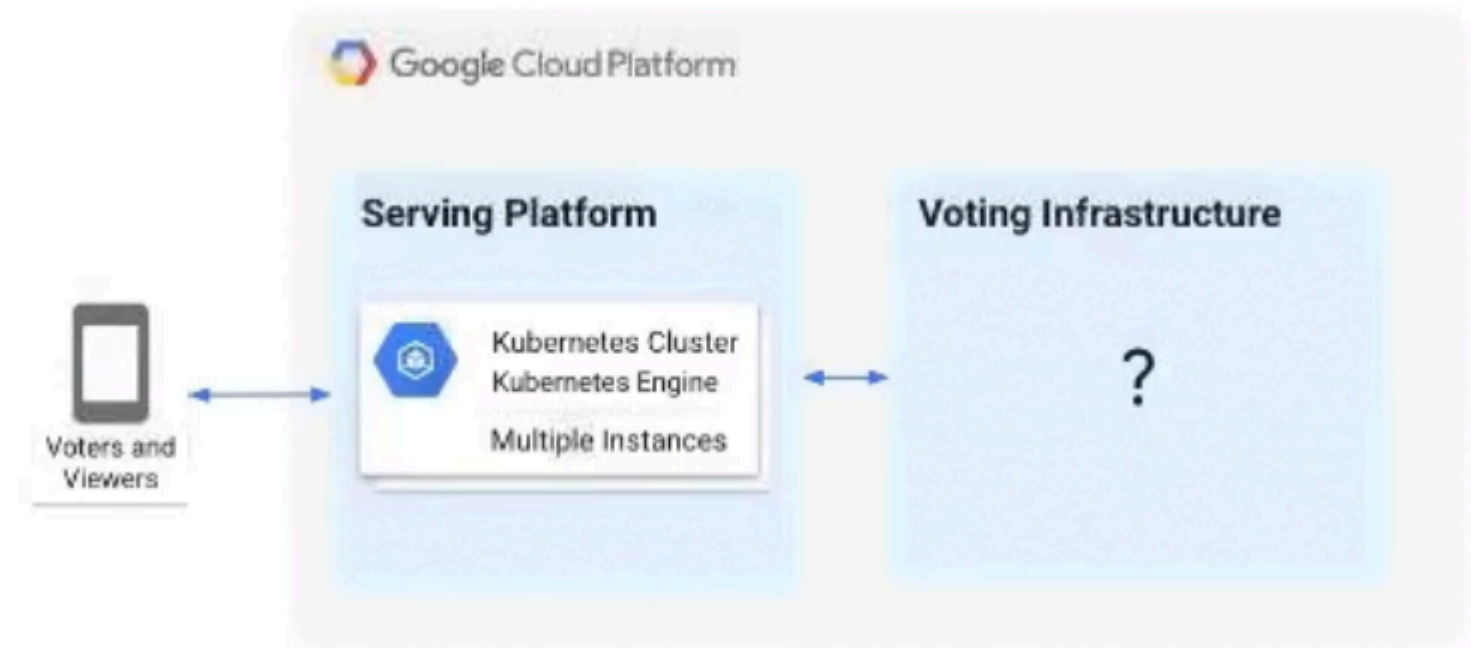 Google Cloud Platform
Serving Platform
Kubernetes Cluster
Kubernetes Engine
Multiple Instances
Voting Infrastructure
?
Voters and
Viewers